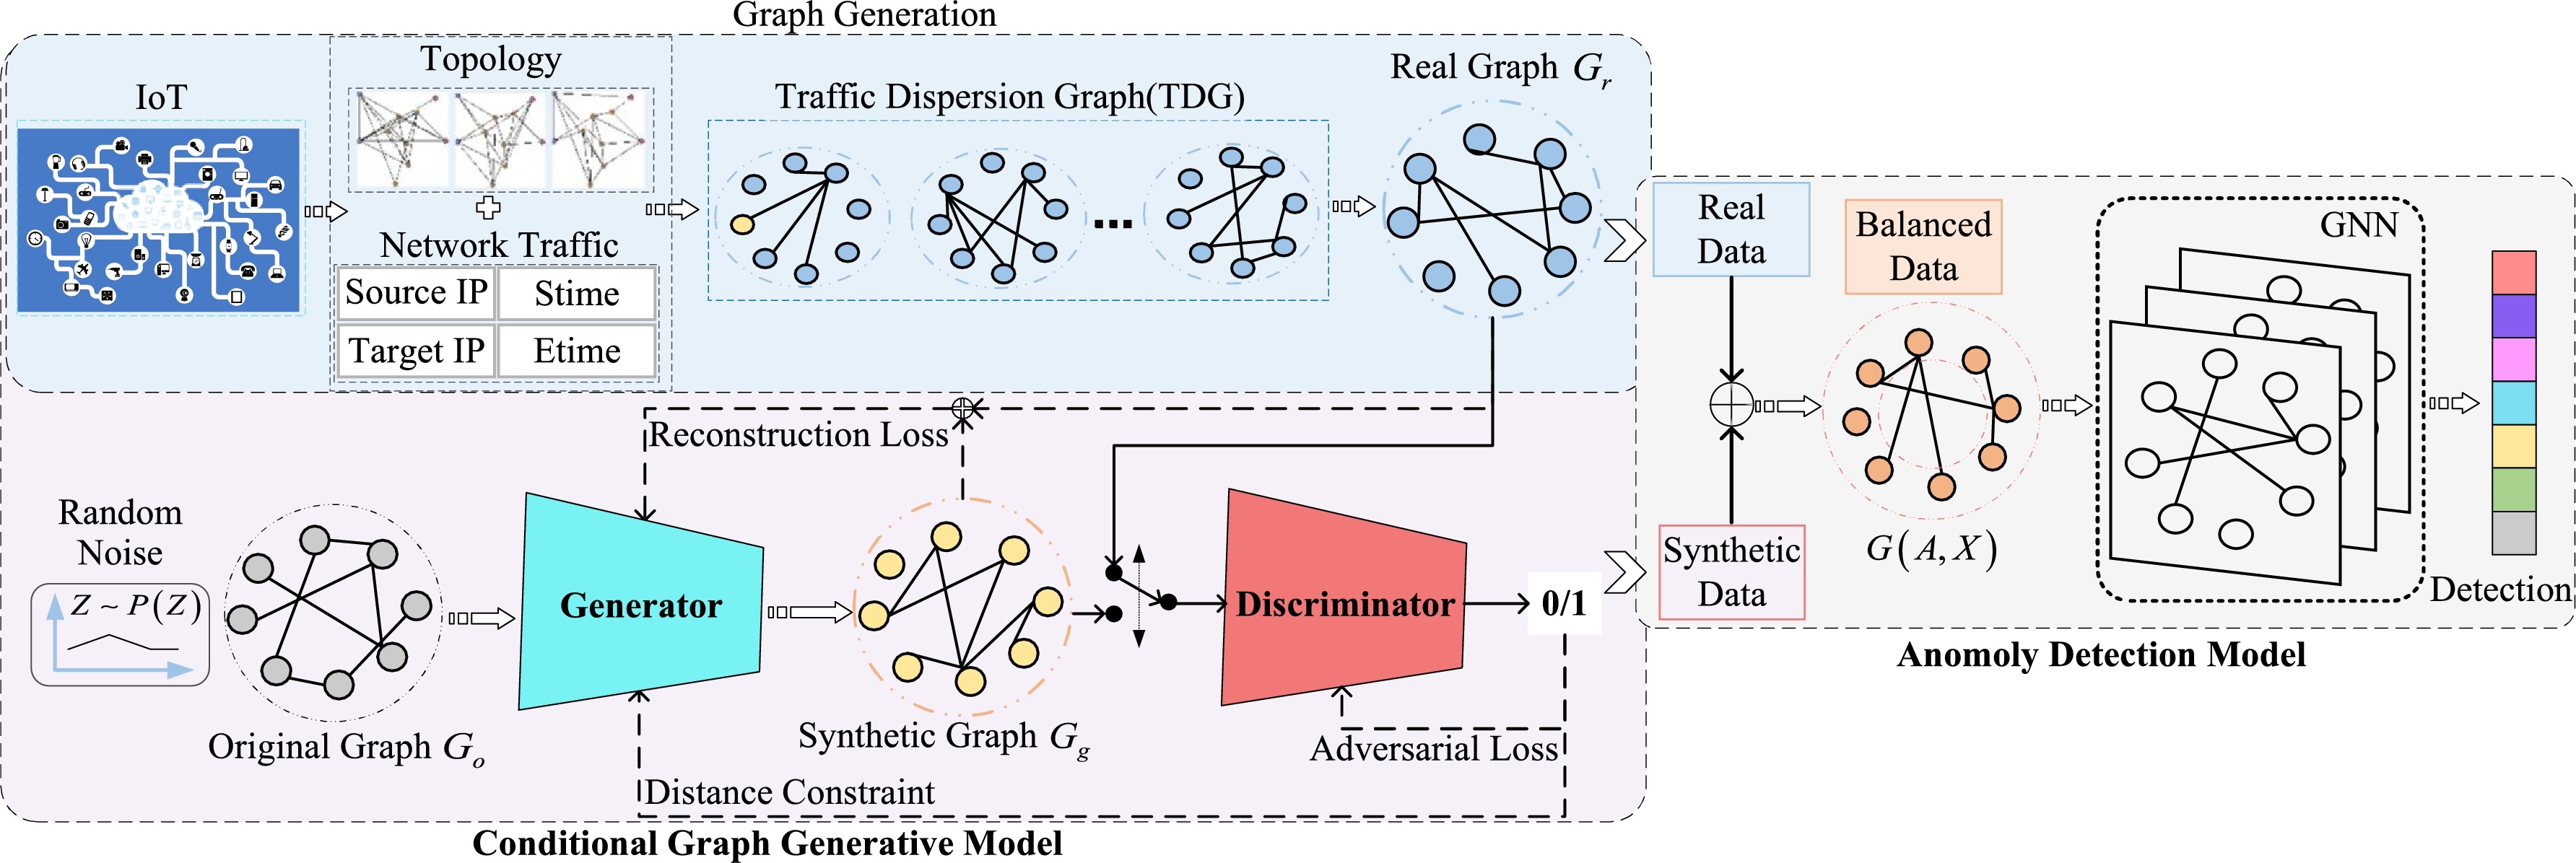 Graph Generation
IoT
Topology
Network Traffic
Source IP
Stime
Target IP
Etime
Traffic Dispersion Graph(TDG)
Real Graph G_r
Reconstruction Loss
Random
Noise
Z ~ P(Z)
Original Graph G_o
Generator
Synthetic Graph G_g
Discriminator
0/1
Adversarial Loss
Distance Constraint
Conditional Graph Generative Model
Real
Data
Synthetic
Data
Balanced
Data
G(A, X)
GNN
Detection
Anomoly Detection Model